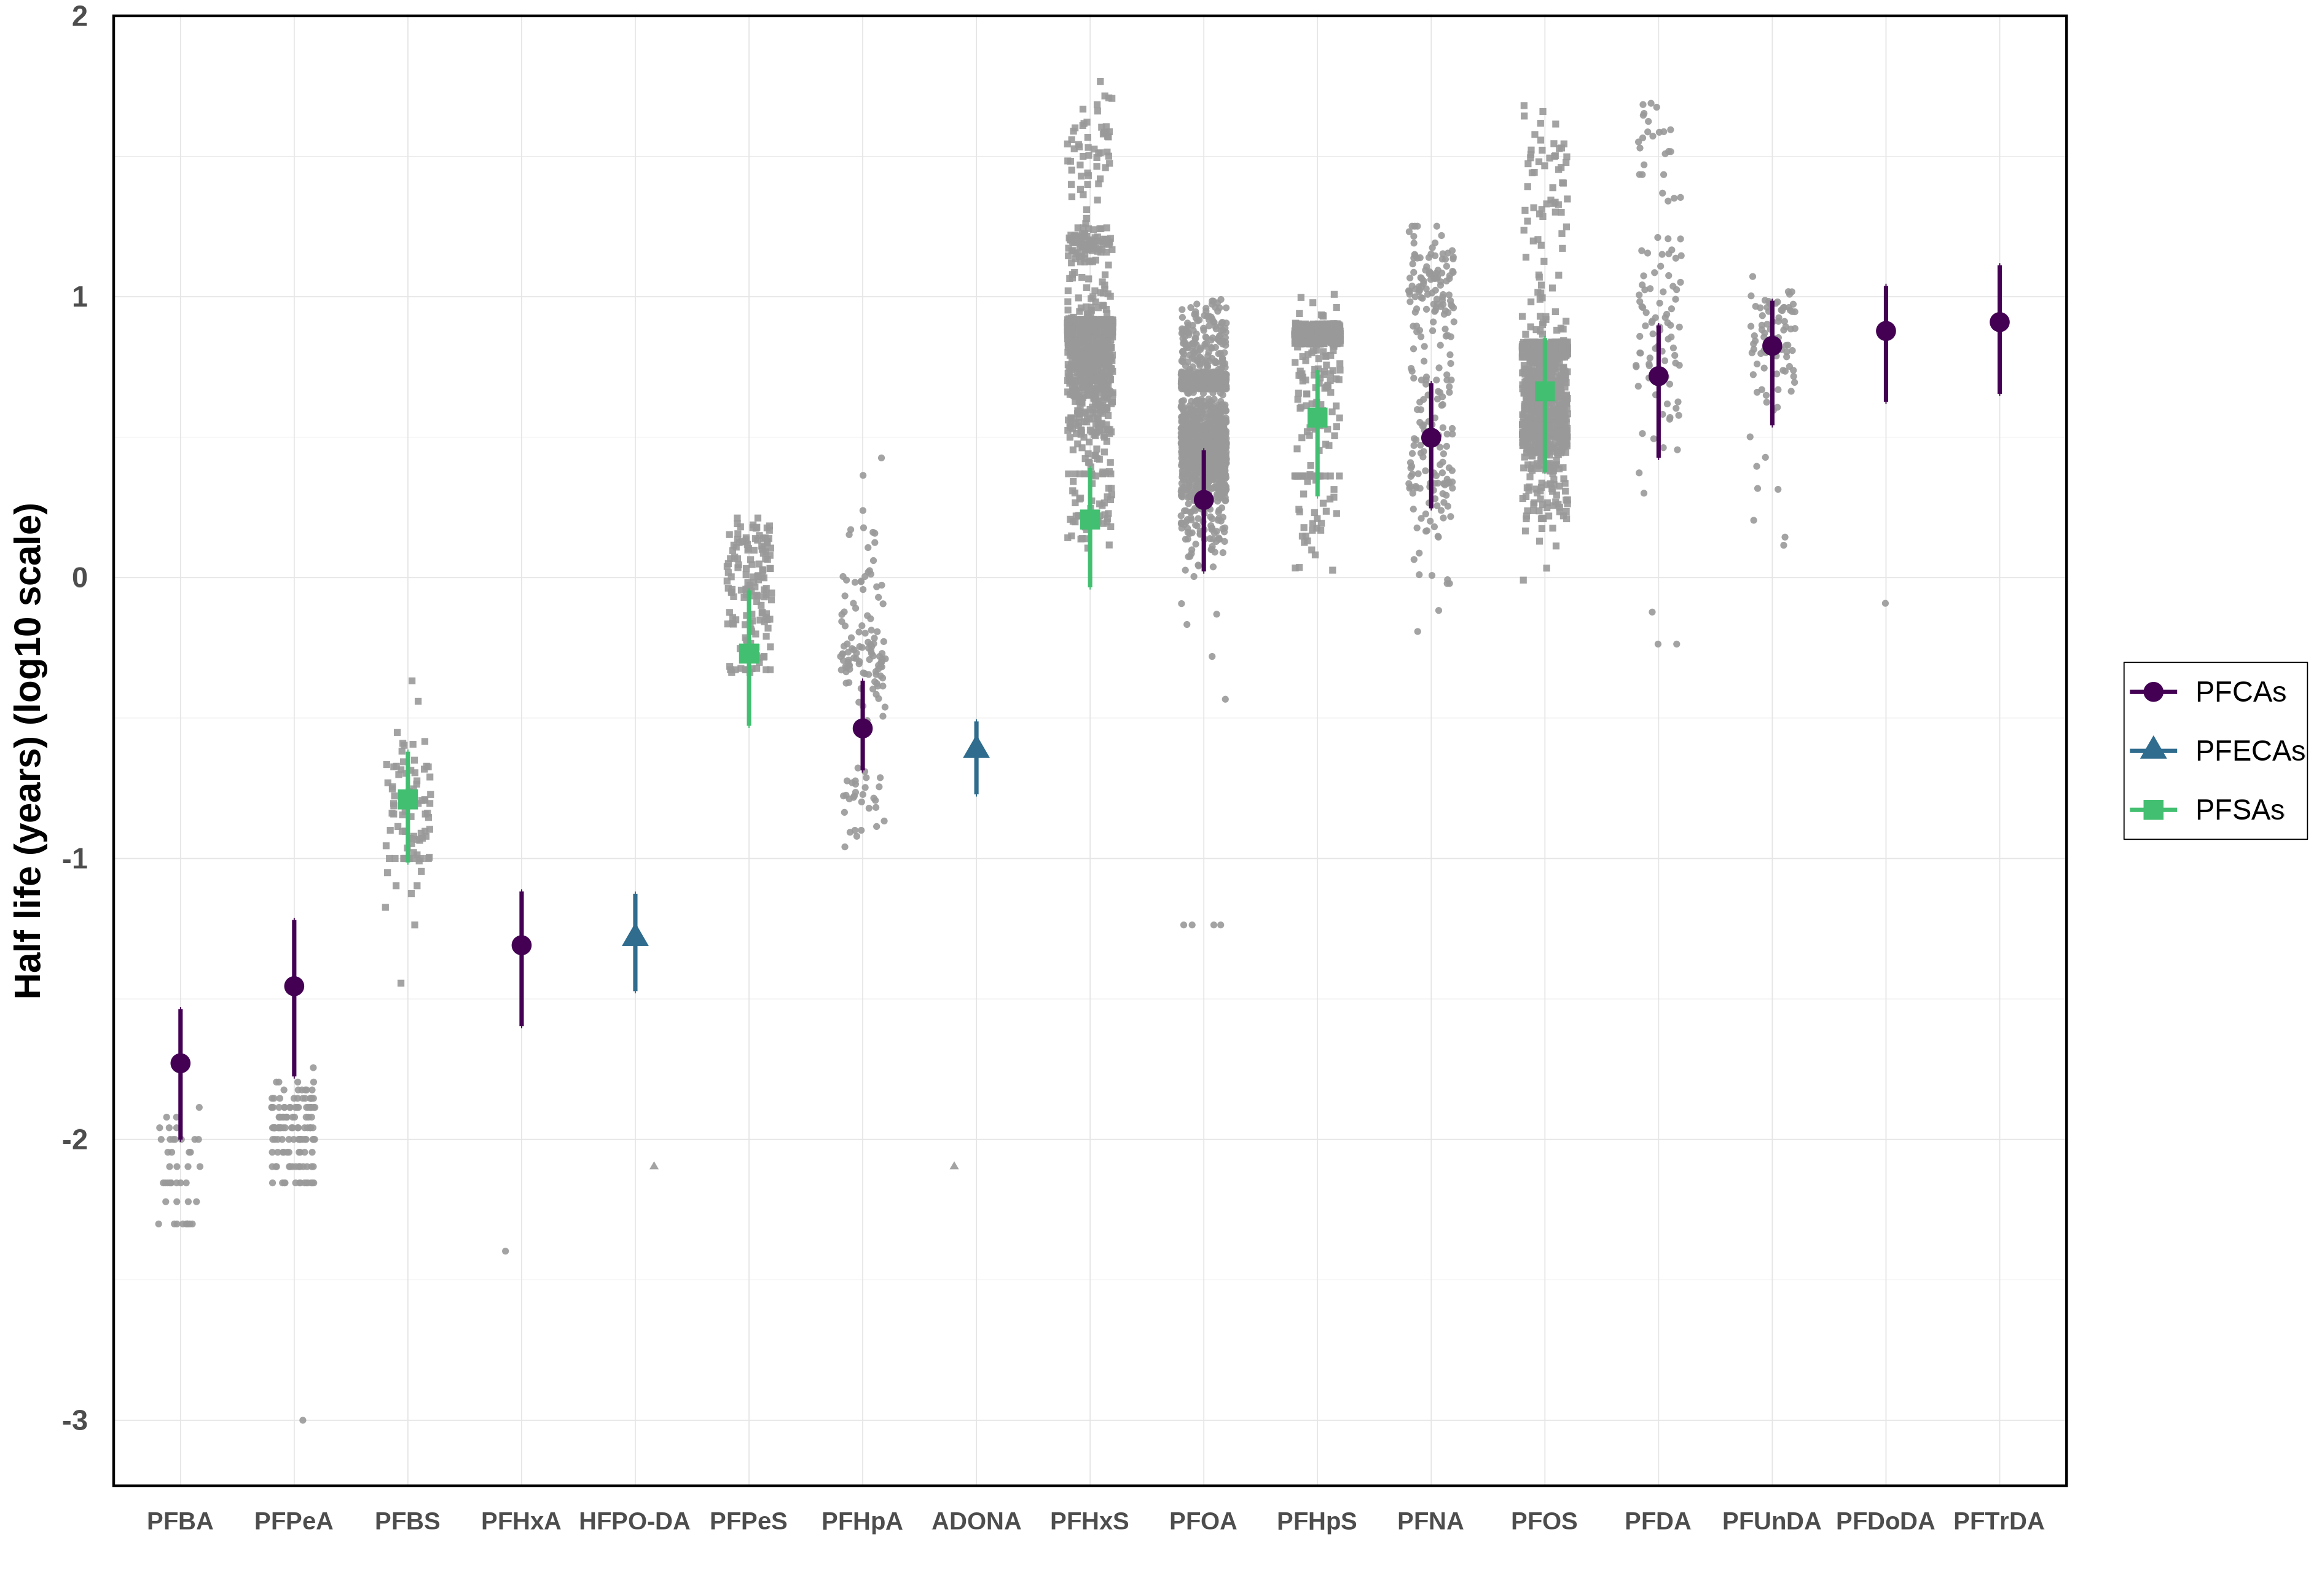 2
1
0
-1
-2
-3
Half life (years) (log10 scale)
PFBA PFPeA PFBS PFHxA HFPO-DA PFPeS PFHpA ADONA PFHxS PFOA PFHpS PFNA PFOS PFDA PFUnDA PFDoDA PFTrDA
PFCAs
PFECAs
PFSAs